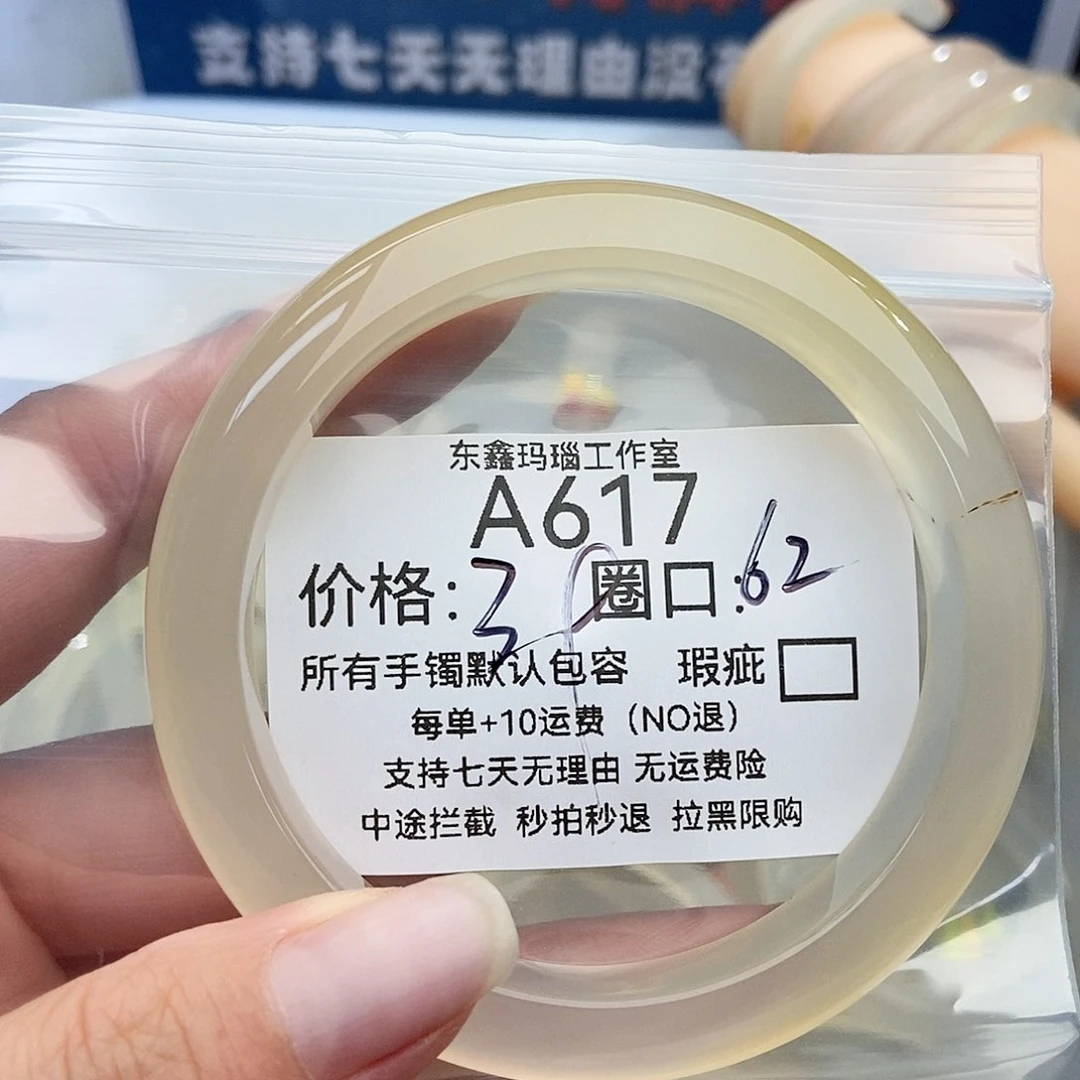 支持七天无理由没
东鑫玛瑙工作室
A617
价格: 圈口:62
所有手镯默认包容 瑕疵
每单+10运费（NO退）
支持七天无理由 无运费险
中途拦截 秒拍秒退 拉黑限购